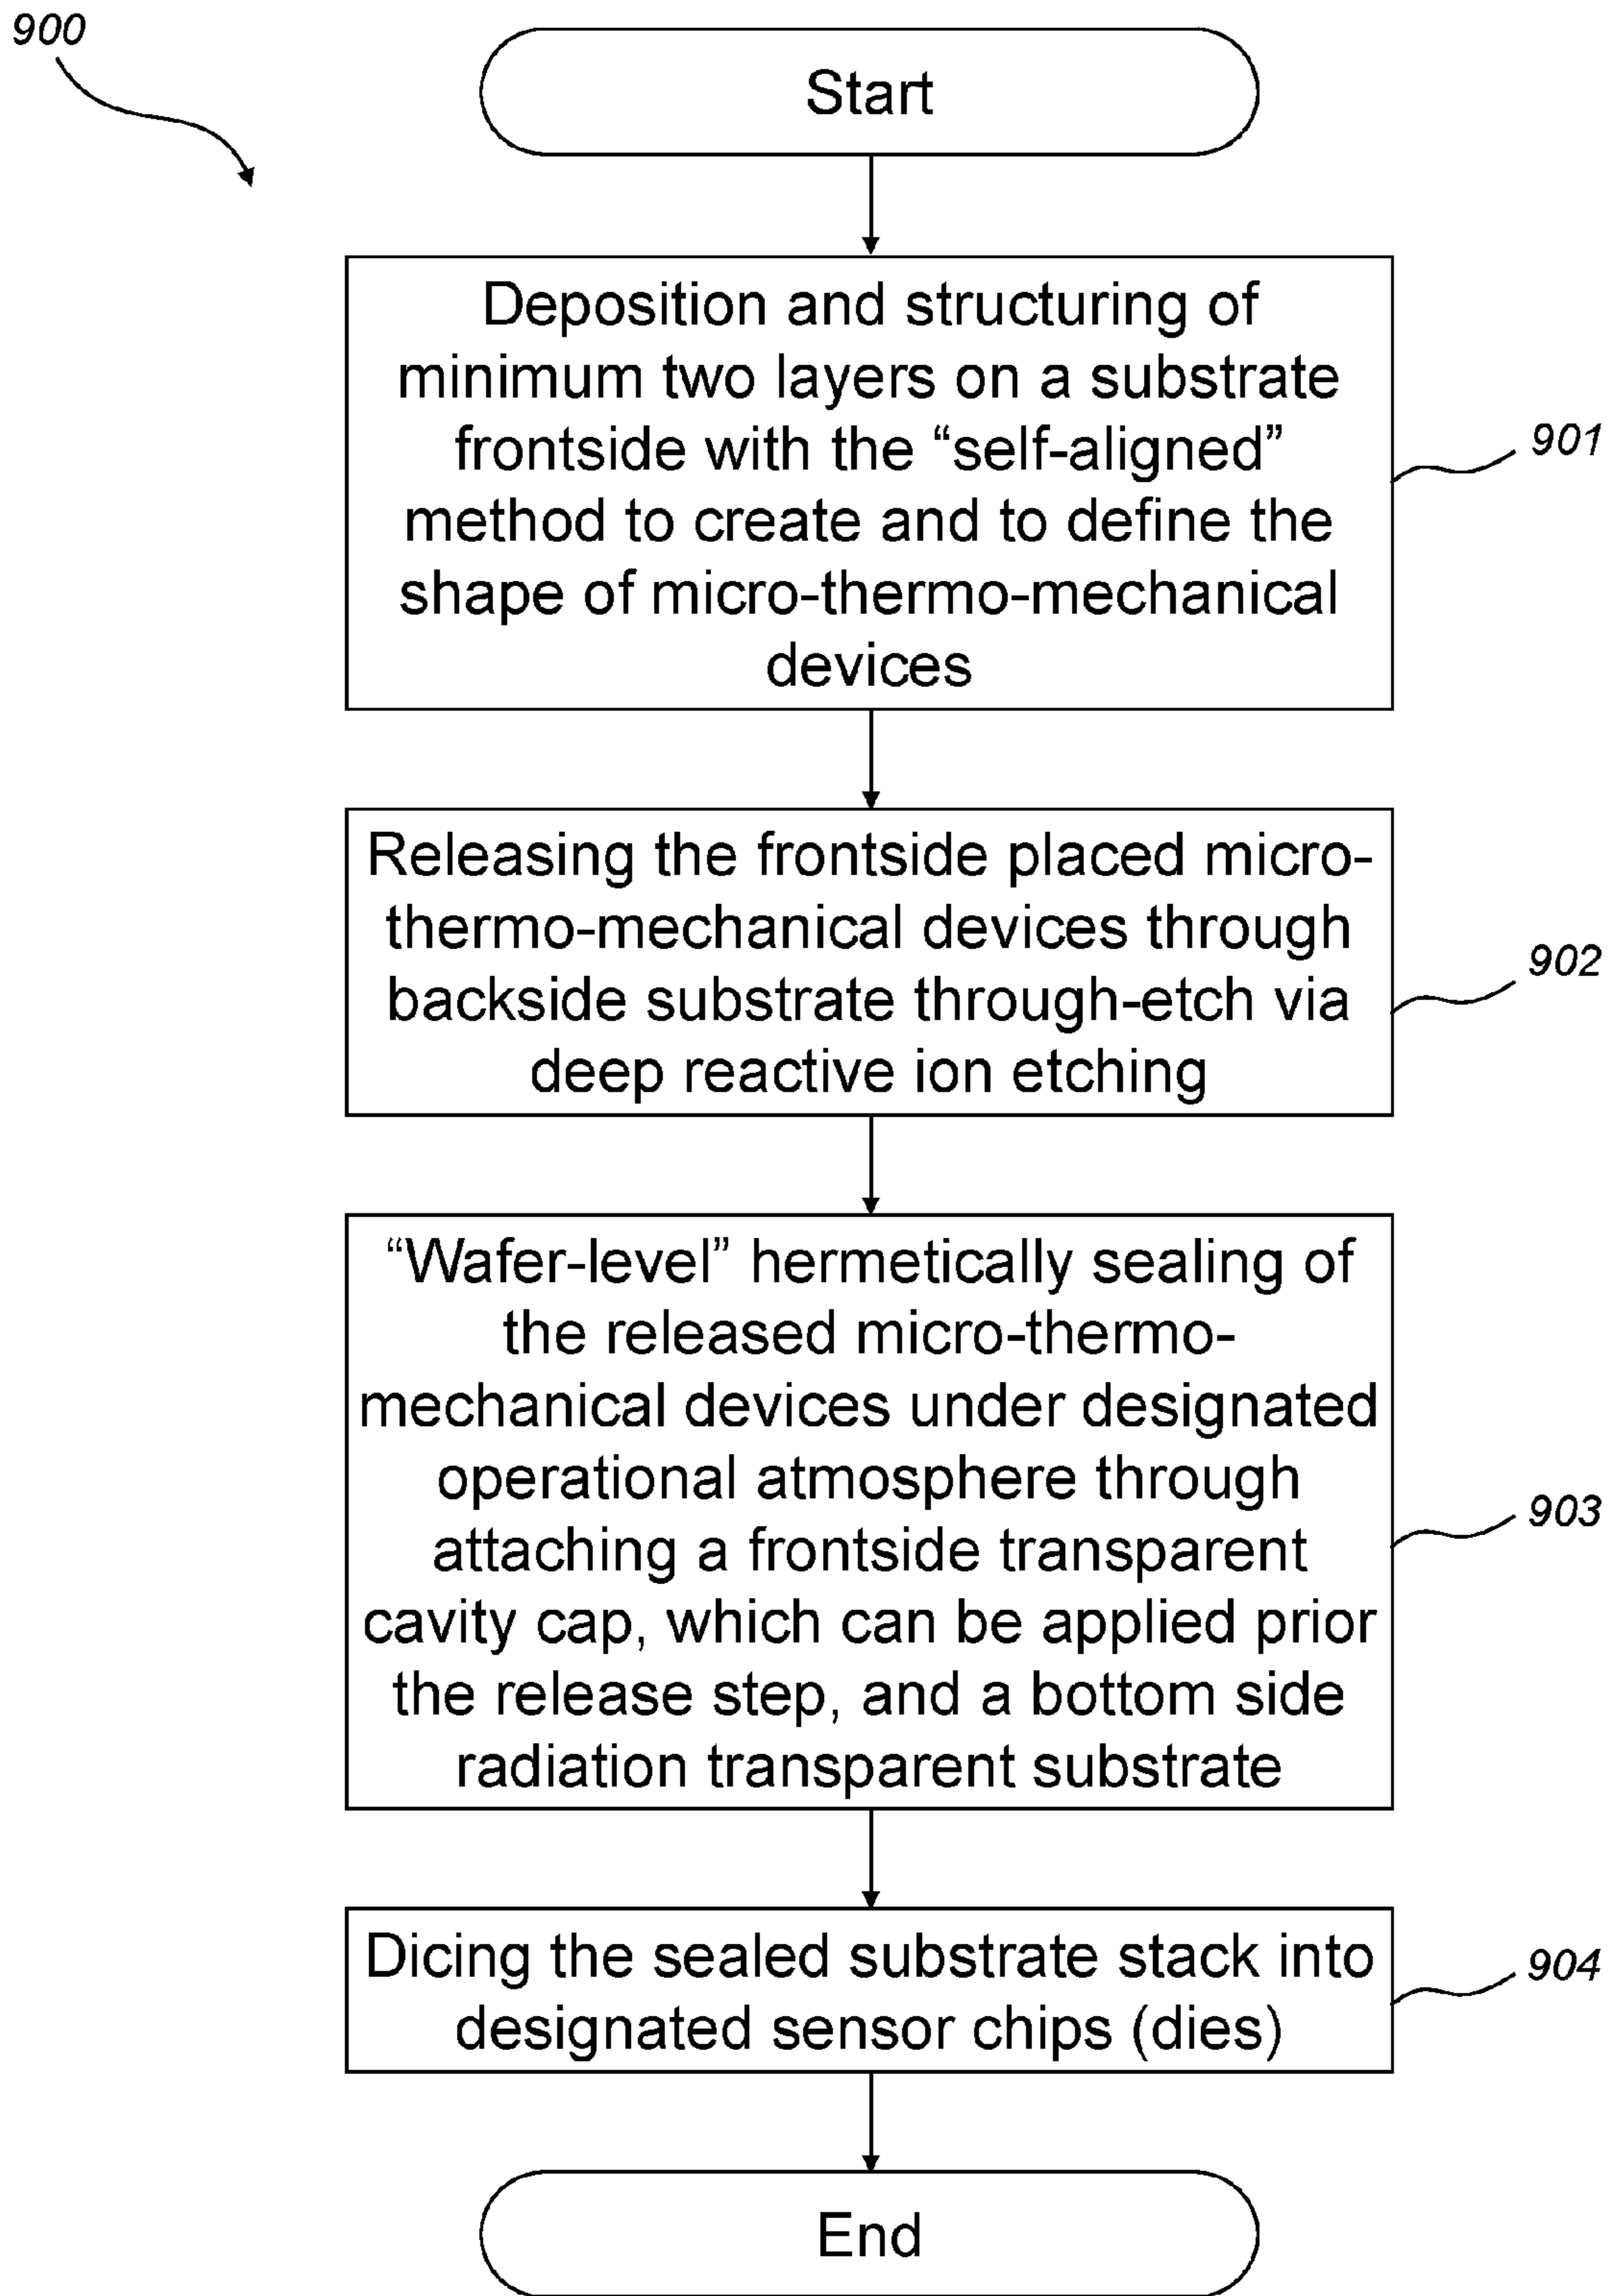 900
Start
Deposition and structuring of
minimum two layers on a substrate
frontside with the “self-aligned”
method to create and to define the
shape of micro-thermo-mechanical
devices
901
Releasing the frontside placed micro-
thermo-mechanical devices through
backside substrate through-etch via
deep reactive ion etching
902
“Wafer-level” hermetically sealing of
the released micro-thermo-
mechanical devices under designated
operational atmosphere through
attaching a frontside transparent
cavity cap, which can be applied prior
the release step, and a bottom side
radiation transparent substrate
903
Dicing the sealed substrate stack into
designated sensor chips (dies)
904
End